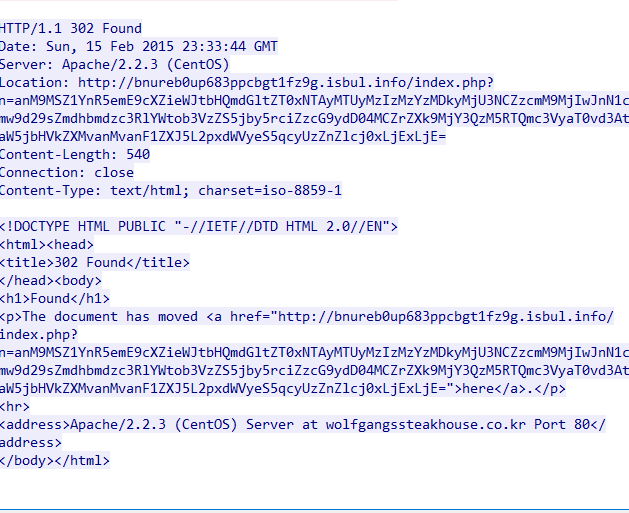 HTTP/1.1 302 Found
Date: Sun, 15 Feb 2015 23:33:44 GMT
Server: Apache/2.2.3 (CentOS)
Location: http://bnureb0up683ppcbgt1fz9g.isbul.info/index.php?
n=anM9MSZ1YnR5emE9cXZieWJtbHQmdGltZT0xNTAyMTUyMzIzMzYzMDkyMjU3NCZzcmM9MjIwJnN1c
mw9d29sZmdhbmdzc3RlYWtob3VzZS5jby5rciZzcG9ydD04MCZrZXk9MjY3QzM5RTQmc3VyaT0vd3At
aW5jbHVkZXMvanMvanF1ZXJ5L2pxdWVyeS5qcyUzZnZlcj0xLjExLjE=
Content-Length: 540
Connection: close
Content-Type: text/html; charset=iso-8859-1
<!DOCTYPE HTML PUBLIC "-//IETF//DTD HTML 2.0//EN">
<html><head>
<title>302 Found</title>
</head><body>
<h1>Found</h1>
<p>The document has moved <a href="http://bnureb0up683ppcbgt1fz9g.isbul.info/
index.php?
n=anM9MSZ1YnR5emE9cXZieWJtbHQmdGltZT0xNTAyMTUyMzIzMzYzMDkyMjU3NCZzcmM9MjIwJnN1c
mw9d29sZmdhbmdzc3RlYWtob3VzZS5jby5rciZzcG9ydD04MCZrZXk9MjY3QzM5RTQmc3VyaT0vd3At
aW5jbHVkZXMvanMvanF1ZXJ5L2pxdWVyeS5qcyUzZnZlcj0xLjExLjE=">here</a>.</p>
<hr>
<address>Apache/2.2.3 (CentOS) Server at wolfgangssteakhouse.co.kr Port 80</
address>
</body></html>